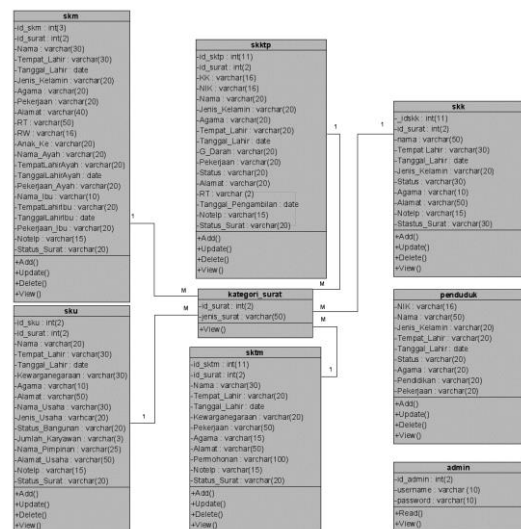 skm
-id_skm : int(3)
-id_surat : int(2)
-Nama : varchar(30)
-Tempat_Lahir : varchar(30)
-Tanggal_Lahir : date
-Jenis_Kelamin : varchar(20)
-Agama : varchar(20)
-Pekerjaan : varchar(20)
-Alamat : varchar(40)
-RT : varchar(50)
-RW : varchar(16)
-Anak_Ke : varchar(20)
-Nama_Ayah : varchar(20)
-TempatLahirAyah : varchar(20)
-TanggalLahirAyah : date
-Pekerjaan_Ayah : varchar(20)
-Nama_Ibu : varchar(10)
-TempatLahirIbu : varchar(20)
-TanggalLahirIbu : date
-Pekerjaan_Ibu : varchar(20)
-Notelp : varchar(15)
-Status_Surat : varchar(20)
+Add()
+Update()
+Delete()
+View()
skktp
-id_sktp : int(11)
-id_surat : int(2)
-KK : varchar(16)
-NIK : varchar(16)
-Nama : varchar(20)
-Jenis_Kelamin : varchar(20)
-Agama : varchar(20)
-Tempat_Lahir : varchar(20)
-Tanggal_Lahir : date
-G_Darah : varchar(20)
-Pekerjaan : varchar(20)
-Status : varchar(20)
-Alamat : varchar(20)
-RT : varchar (2)
-Tanggal_Pengambilan : date
-Notelp : varchar(15)
-Status_Surat : varchar(20)
+Add()
+Update()
+Delete()
+View()
skk
-_idskk : int(11)
-id_surat : int(2)
-nama : varchar(50)
-Tempat Lahir : varchar(30)
-Tanggal_Lahir : date
-Jenis_Kelamin : varchar(20)
-Status : varchar(30)
-Agama : varchar(10)
-Alamat : varchar(50)
-Notelp : varchar(15)
-Stastus_Surat : varchar(30)
+Add()
+Update()
+Delete()
+View()
1
1
1
M
M
M
M
M
1
1
kategori_surat
-id_surat : int(2)
-jenis_surat : varchar(50)
+View()
sku
-id_sku : int(2)
-id_surat : int(2)
-Nama : varchar(20)
-Tempat_Lahir : varchar(30)
-Tanggal_Lahir : date
-Kewarganegaraan : varchar(30)
-Agama : varchar(10)
-Alamat : varchar(50)
-Nama_Usaha : varchar(30)
-Jenis_Usaha : varhcar(20)
-Status_Bangunan : varchar(20)
-Jumlah_Karyawan : varchar(3)
-Nama_Pimpinan : varchar(25)
-Alamat_Usaha : varchar(50)
-Notelp : varchar(15)
-Status_Surat : varchar(20)
+Add()
+Update()
+Delete()
+View()
sktm
-id_sktm : int(11)
-id_surat : int(2)
-Nama : varchar(30)
-Tempat_Lahir : varchar(20)
-Tanggal_Lahir : date
-Kewarganegaraan : varchar(20)
-Pekerjaan : varchar(50)
-Agama : varchar(15)
-Alamat : varchar(50)
-Permohonan : varchar(100)
-Notelp : varchar(15)
-Status_Surat : varchar(20)
+Add()
+Update()
+Delete()
+View()
penduduk
-NIK : varchar(16)
-Nama : varchar(50)
-Jenis_Kelamin : varchar(20)
-Tempat_Lahir : varchar(20)
-Tanggal_Lahir : date
-Status : varchar(20)
-Agama : varchar(20)
-Pendidikan : varchar(20)
-Pekerjaan : varchar(20)
+Add()
+Update()
+Delete()
+View()
admin
-id_admin : int(2)
-username : varchar (10)
-password : varchar(10)
+Read()
+View()